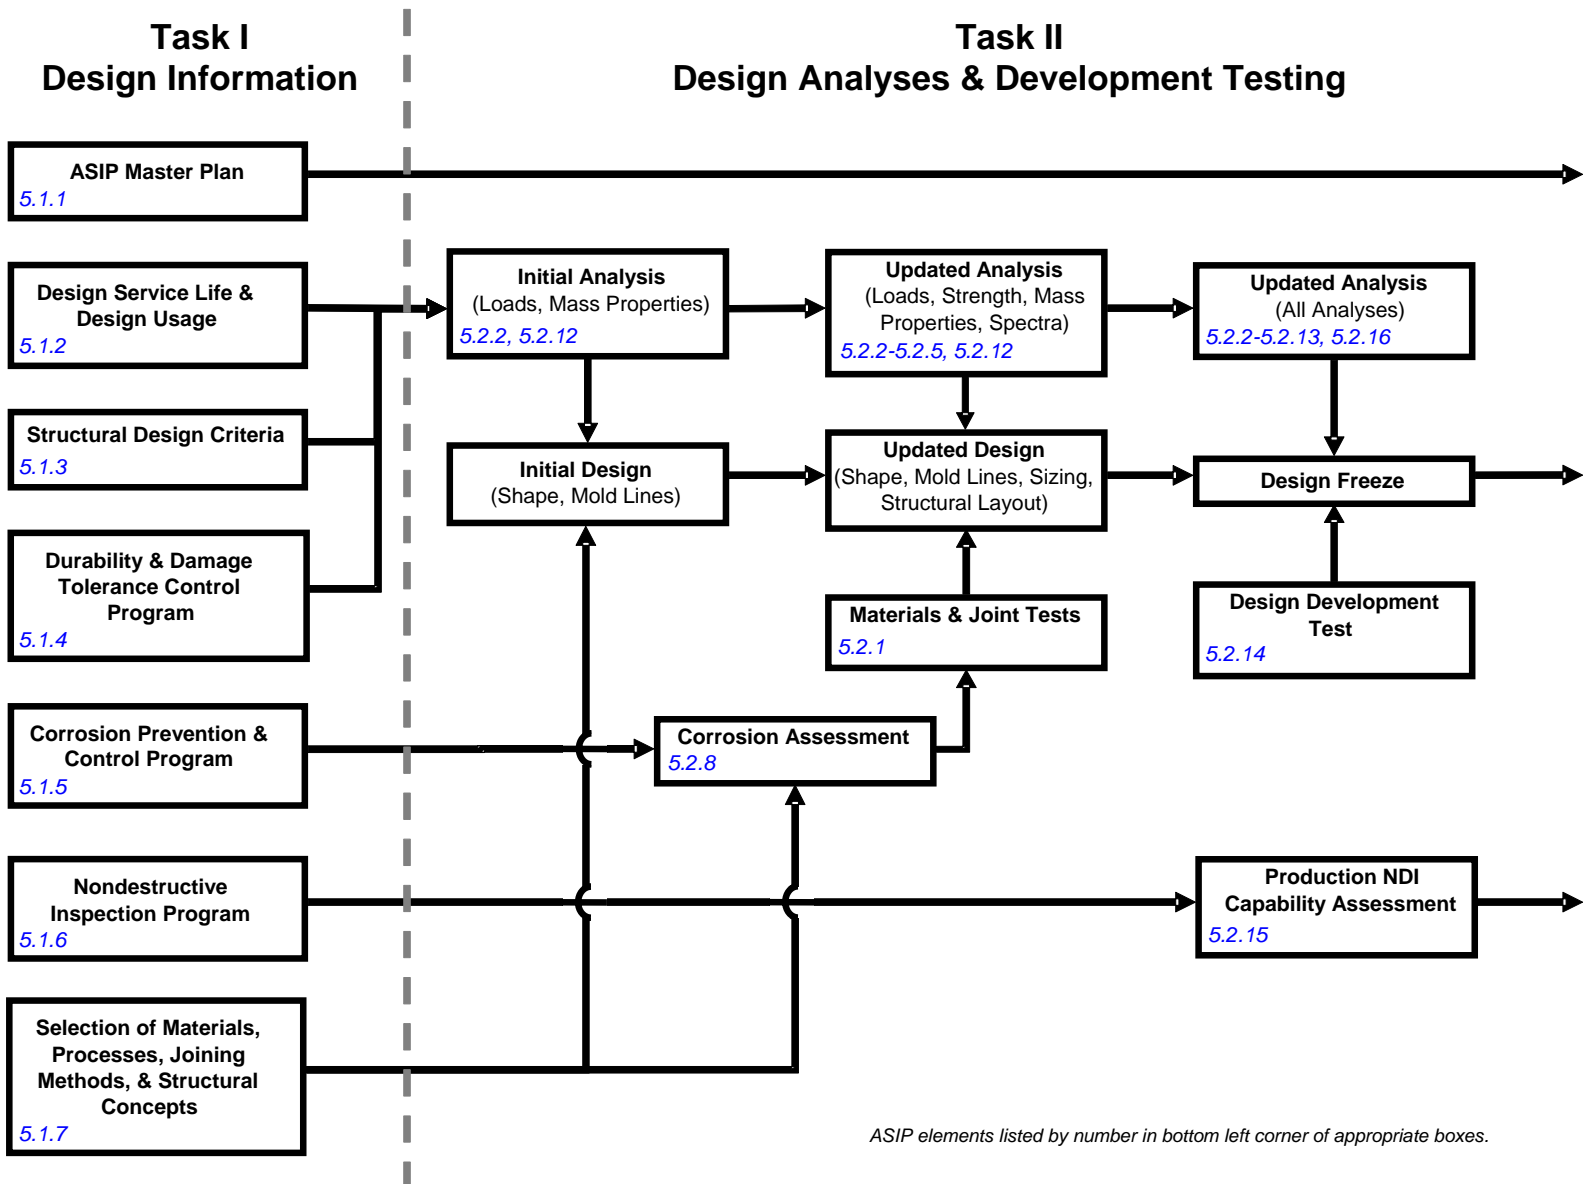 Task I
Design Information
Task II
Design Analyses & Development Testing
ASIP Master Plan
5.1.1
Design Service Life &
Design Usage
5.1.2
Structural Design Criteria
5.1.3
Durability & Damage
Tolerance Control
Program
5.1.4
Corrosion Prevention &
Control Program
5.1.5
Nondestructive
Inspection Program
5.1.6
Selection of Materials,
Processes, Joining
Methods, & Structural
Concepts
5.1.7
Initial Analysis
(Loads, Mass Properties)
5.2.2, 5.2.12
Updated Analysis
(Loads, Strength, Mass
Properties, Spectra)
5.2.2-5.2.5, 5.2.12
Updated Analysis
(All Analyses)
5.2.2-5.2.13, 5.2.16
Initial Design
(Shape, Mold Lines)
Updated Design
(Shape, Mold Lines, Sizing,
Structural Layout)
Design Freeze
Materials & Joint Tests
5.2.1
Design Development
Test
5.2.14
Corrosion Assessment
5.2.8
Production NDI
Capability Assessment
5.2.15
ASIP elements listed by number in bottom left corner of appropriate boxes.